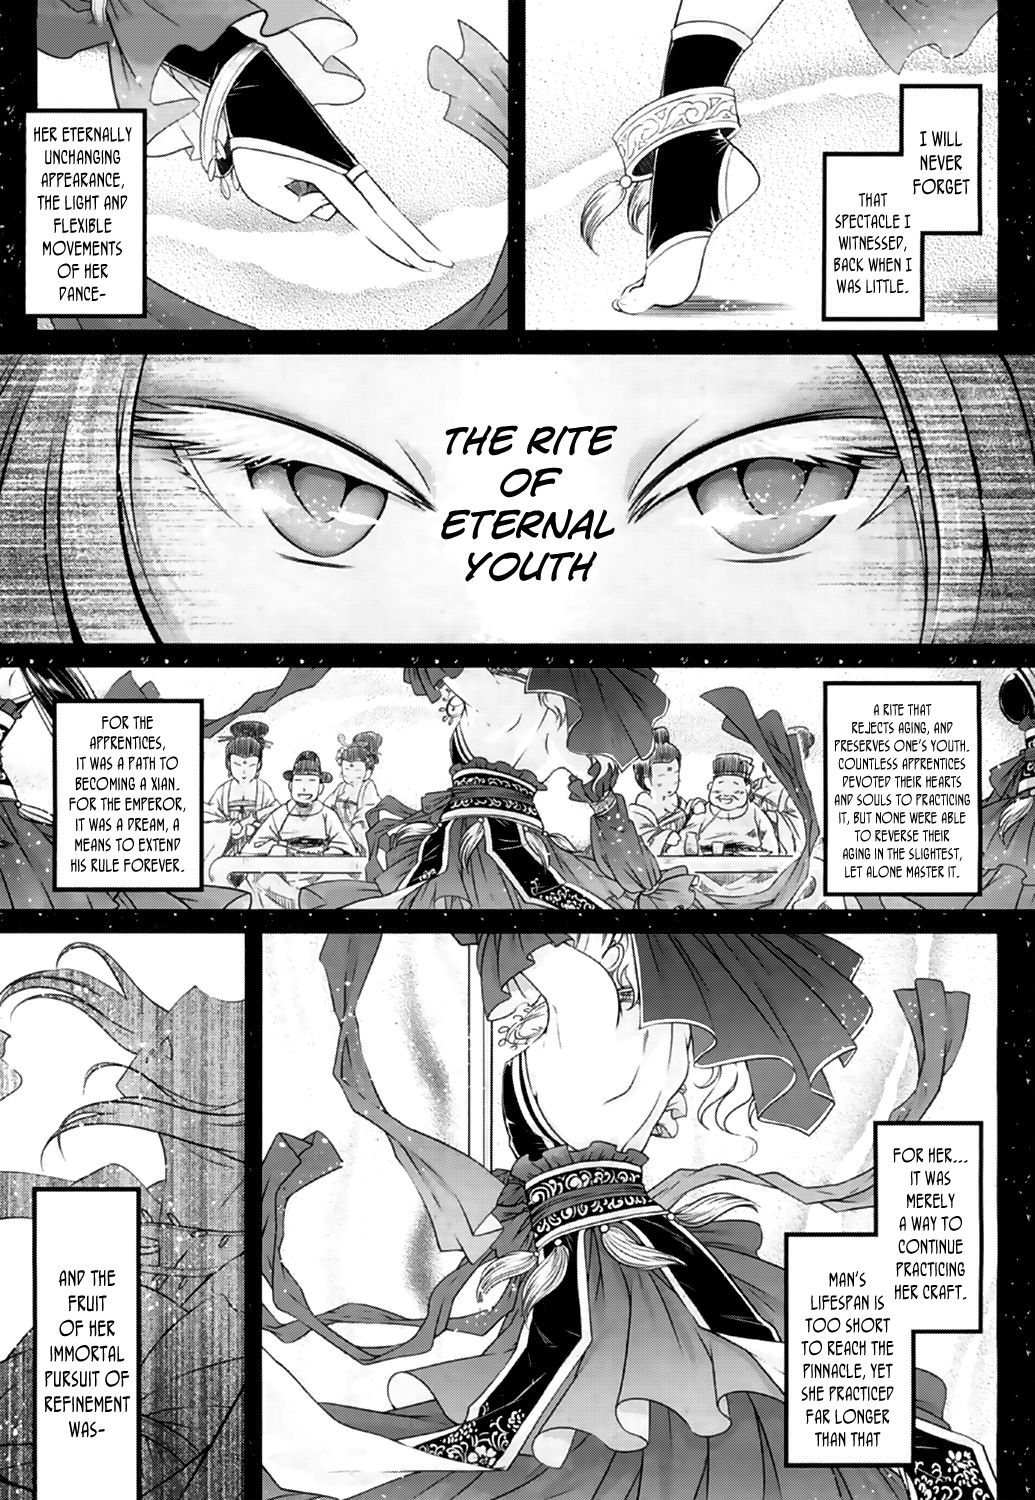 I WILL
NEVER
FORGET
THAT
SPECTACLE I
WITNESSED,
BACK WHEN I
WAS LITTLE.
HER ETERNALLY
UNCHANGING
APPEARANCE,
THE LIGHT AND
FLEXIBLE
MOVEMENTS
OF HER
DANCE-
THE RITE
OF
ETERNAL
YOUTH
A RITE THAT
REJECTS AGING, AND
PRESERVES ONE'S YOUTH.
COUNTLESS APPRENTICES
DEVOTED THEIR HEARTS
AND SOULS TO PRACTICING
IT, BUT NONE WERE ABLE
TO REVERSE THEIR
AGING IN THE SLIGHTEST,
LET ALONE MASTER IT.
FOR THE
APPRENTICES,
IT WAS A PATH TO
BECOMING A XIAN.
FOR THE EMPEROR,
IT WAS A DREAM, A
MEANS TO EXTEND
HIS RULE FOREVER.
FOR HER...
IT WAS
MERELY
A WAY TO
CONTINUE
PRACTICING
HER CRAFT.
MAN'S
LIFESPAN IS
TOO SHORT
TO REACH THE
PINNACLE, YET
SHE PRACTICED
FAR LONGER
THAN THAT
AND THE
FRUIT
OF HER
IMMORTAL
PURSUIT OF
REFINEMENT
WAS-